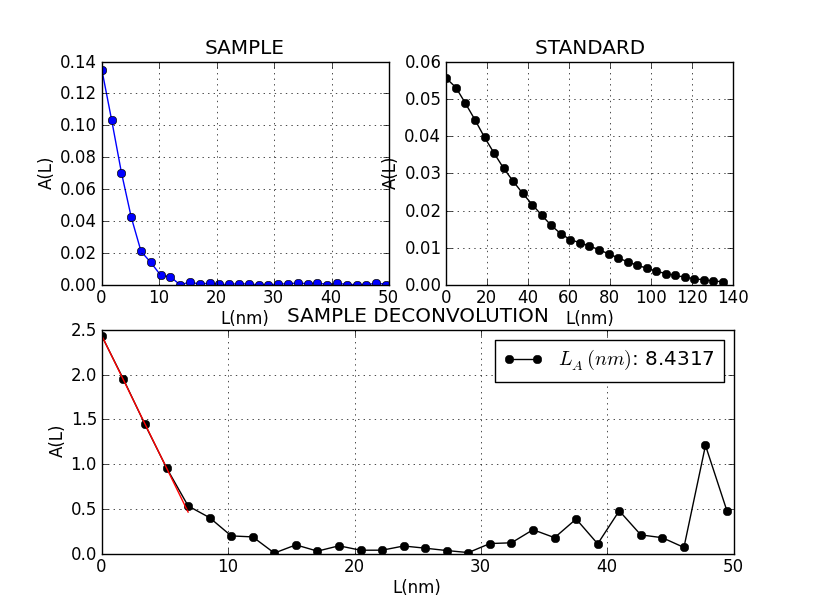 SAMPLE
STANDARD
0.14
0.12
0.10
0.08
0.06
0.04
0.02
0.00
A(L)
0 10 20 30 40 50
L(nm)
0.06
0.05
0.04
0.03
0.02
0.01
0.00
A(L)
0 20 40 60 80 100 120 140
L(nm)
SAMPLE DECONVOLUTION
2.5
2.0
1.5
1.0
0.5
0.0
A(L)
L_A (nm): 8.4317
0 10 20 30 40 50
L(nm)